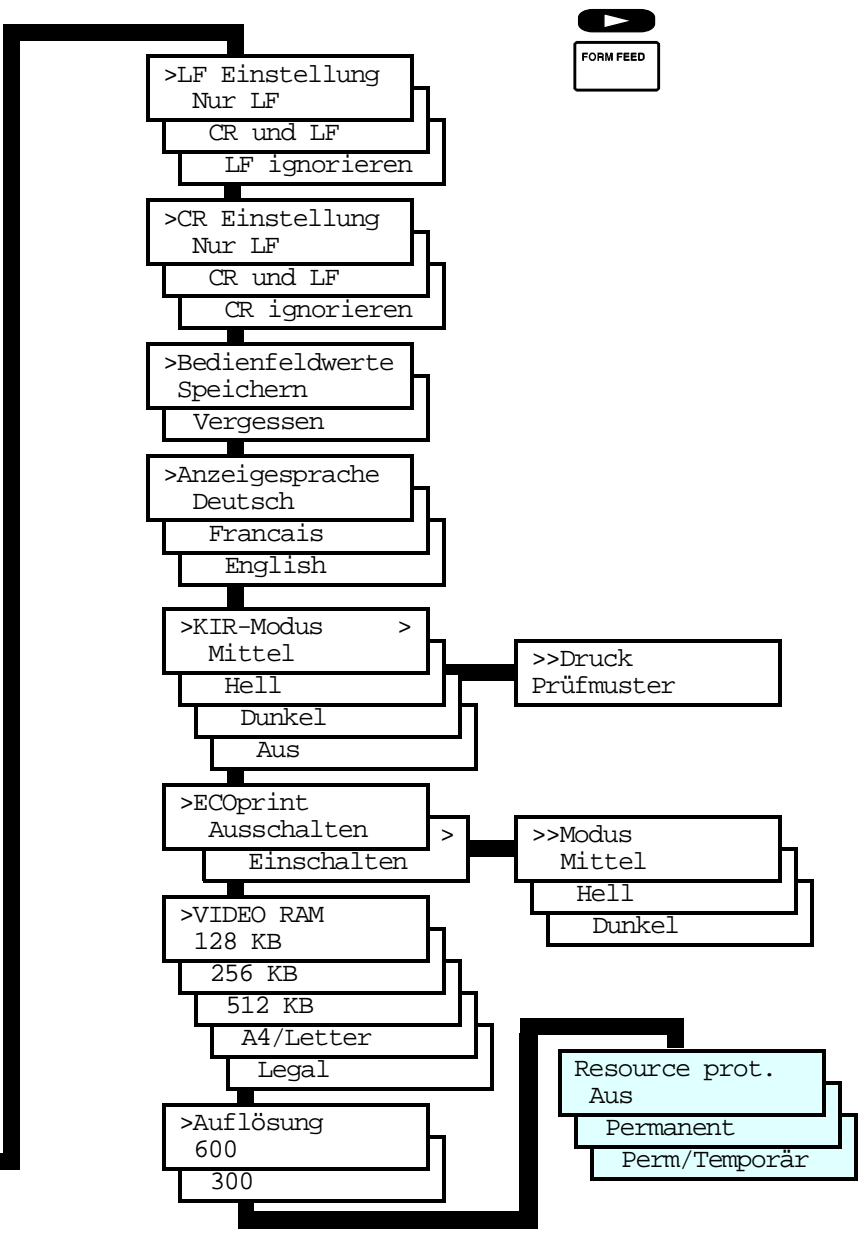 FORM FEED
>LF Einstellung
Nur LF
CR und LF
LF ignorieren
>CR Einstellung
Nur LF
CR und LF
CR ignorieren
>Bedienfeldwerte
Speichern
Vergessen
>Anzeigesprache
Deutsch
Francais
English
>KIR-Modus >
Mittel
Hell
Dunkel
Aus
>>Druck
Prüfmuster
>ECOprint
Ausschalten
Einschalten >
>>Modus
Mittel
Hell
Dunkel
>VIDEO RAM
128 KB
256 KB
512 KB
A4/Letter
Legal
>Auflösung
600
300
Resource prot.
Aus
Permanent
Perm/Temporär